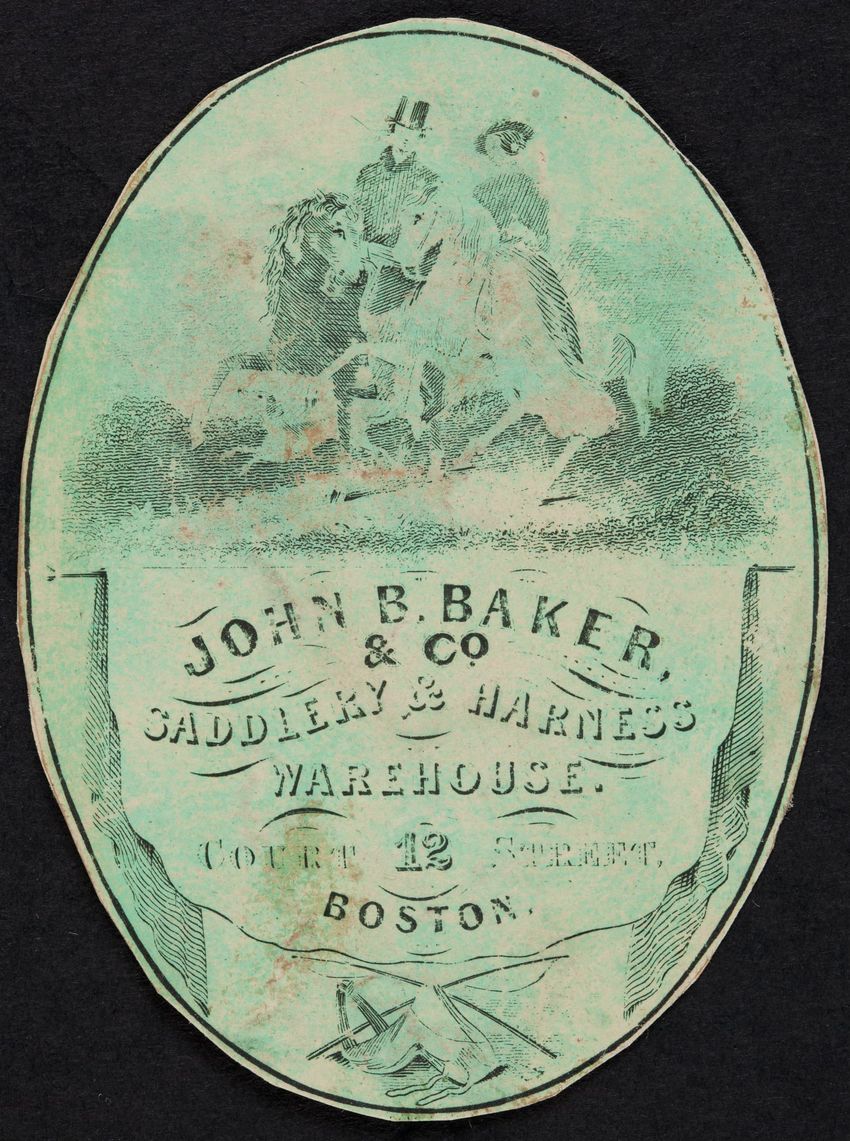 JOHN B. BAKER,
& Co
SADDLERY & HARNESS
WAREHOUSE.
COURT 12 STREET,
BOSTON.